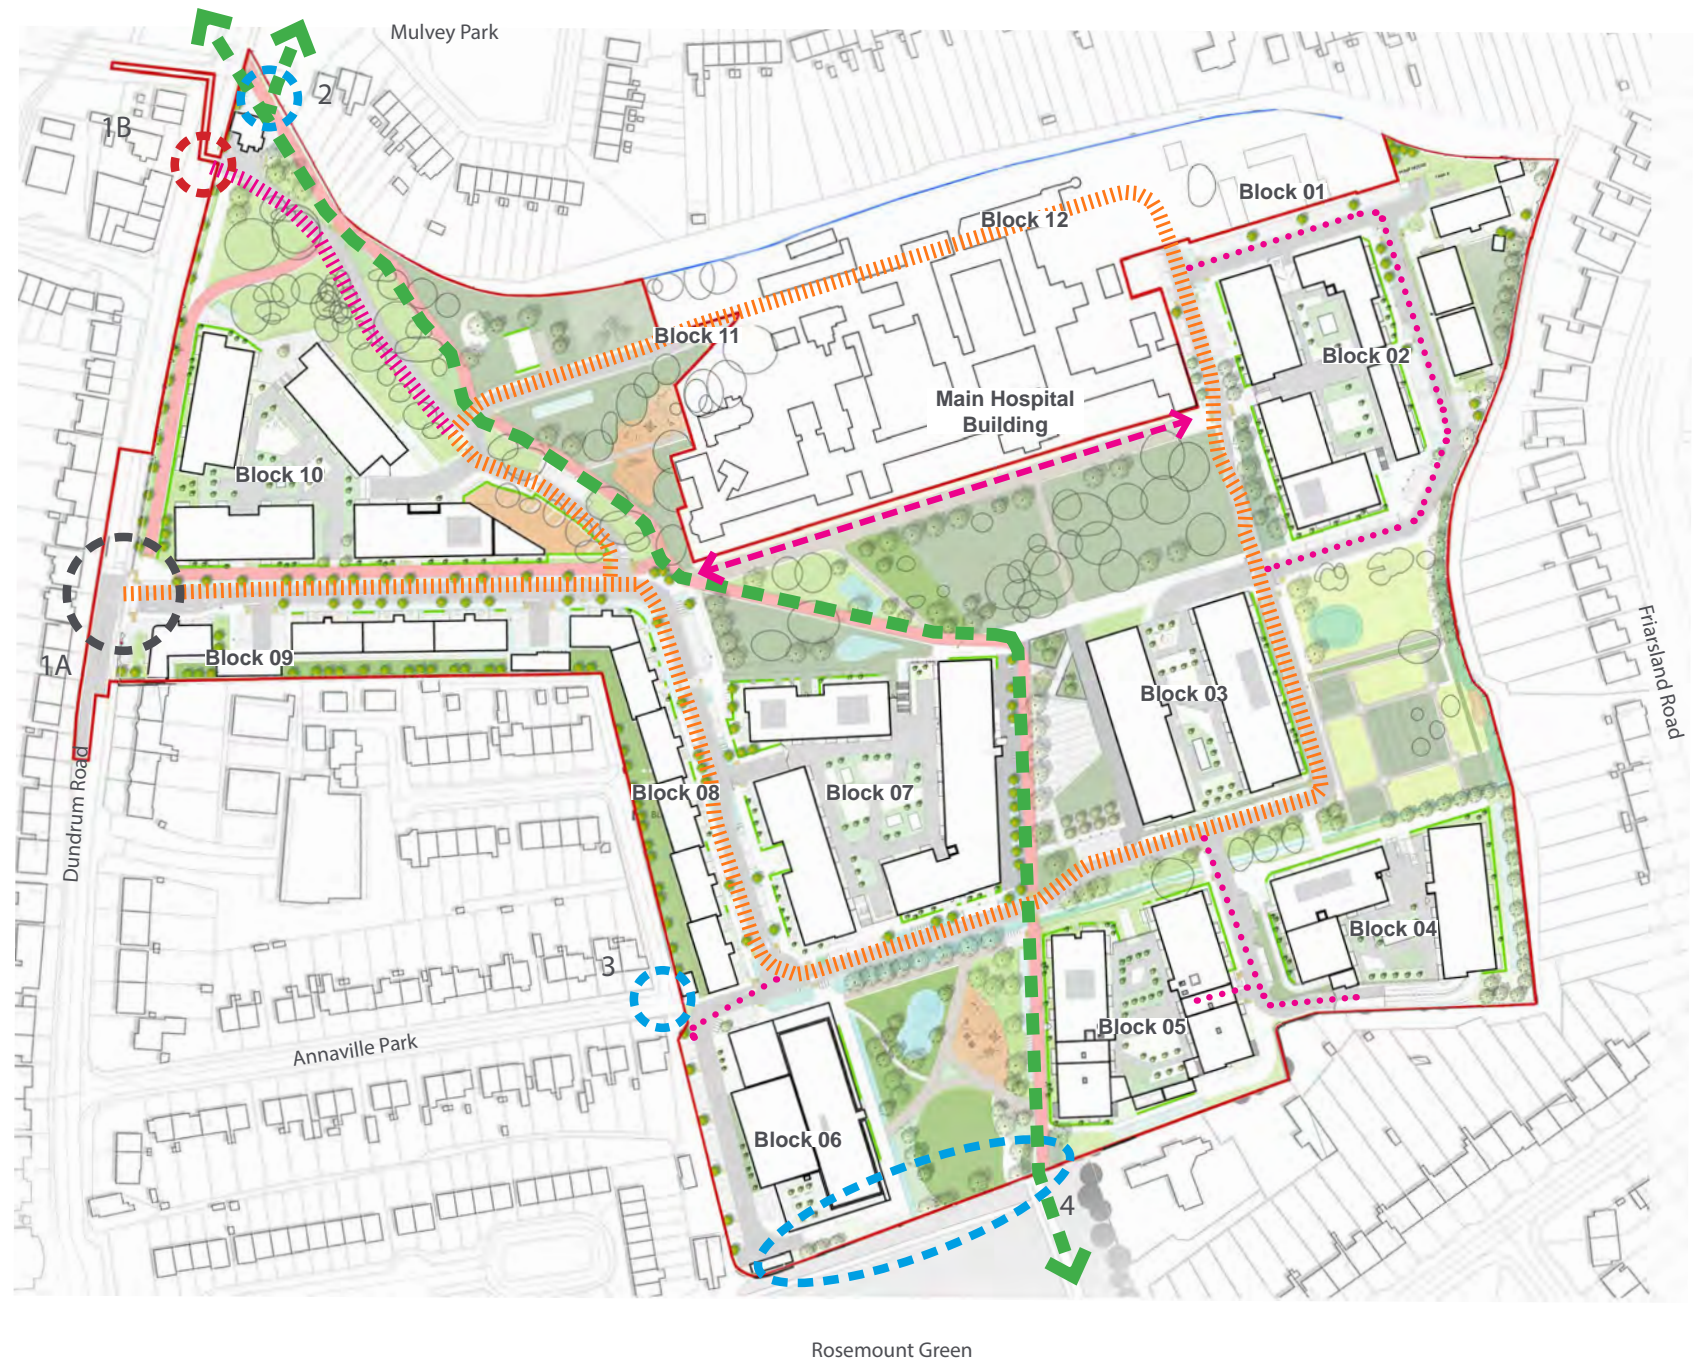 Mulvey Park
2
1B
Block 01
Block 12
Block 11
Block 02
Main Hospital
Building
Block 10
1A
Block 09
Block 03
Friarsland Road
Dundrum Road
Block 08
Block 07
Block 04
3
Block 05
Annaville Park
Block 06
4
Rosemount Green